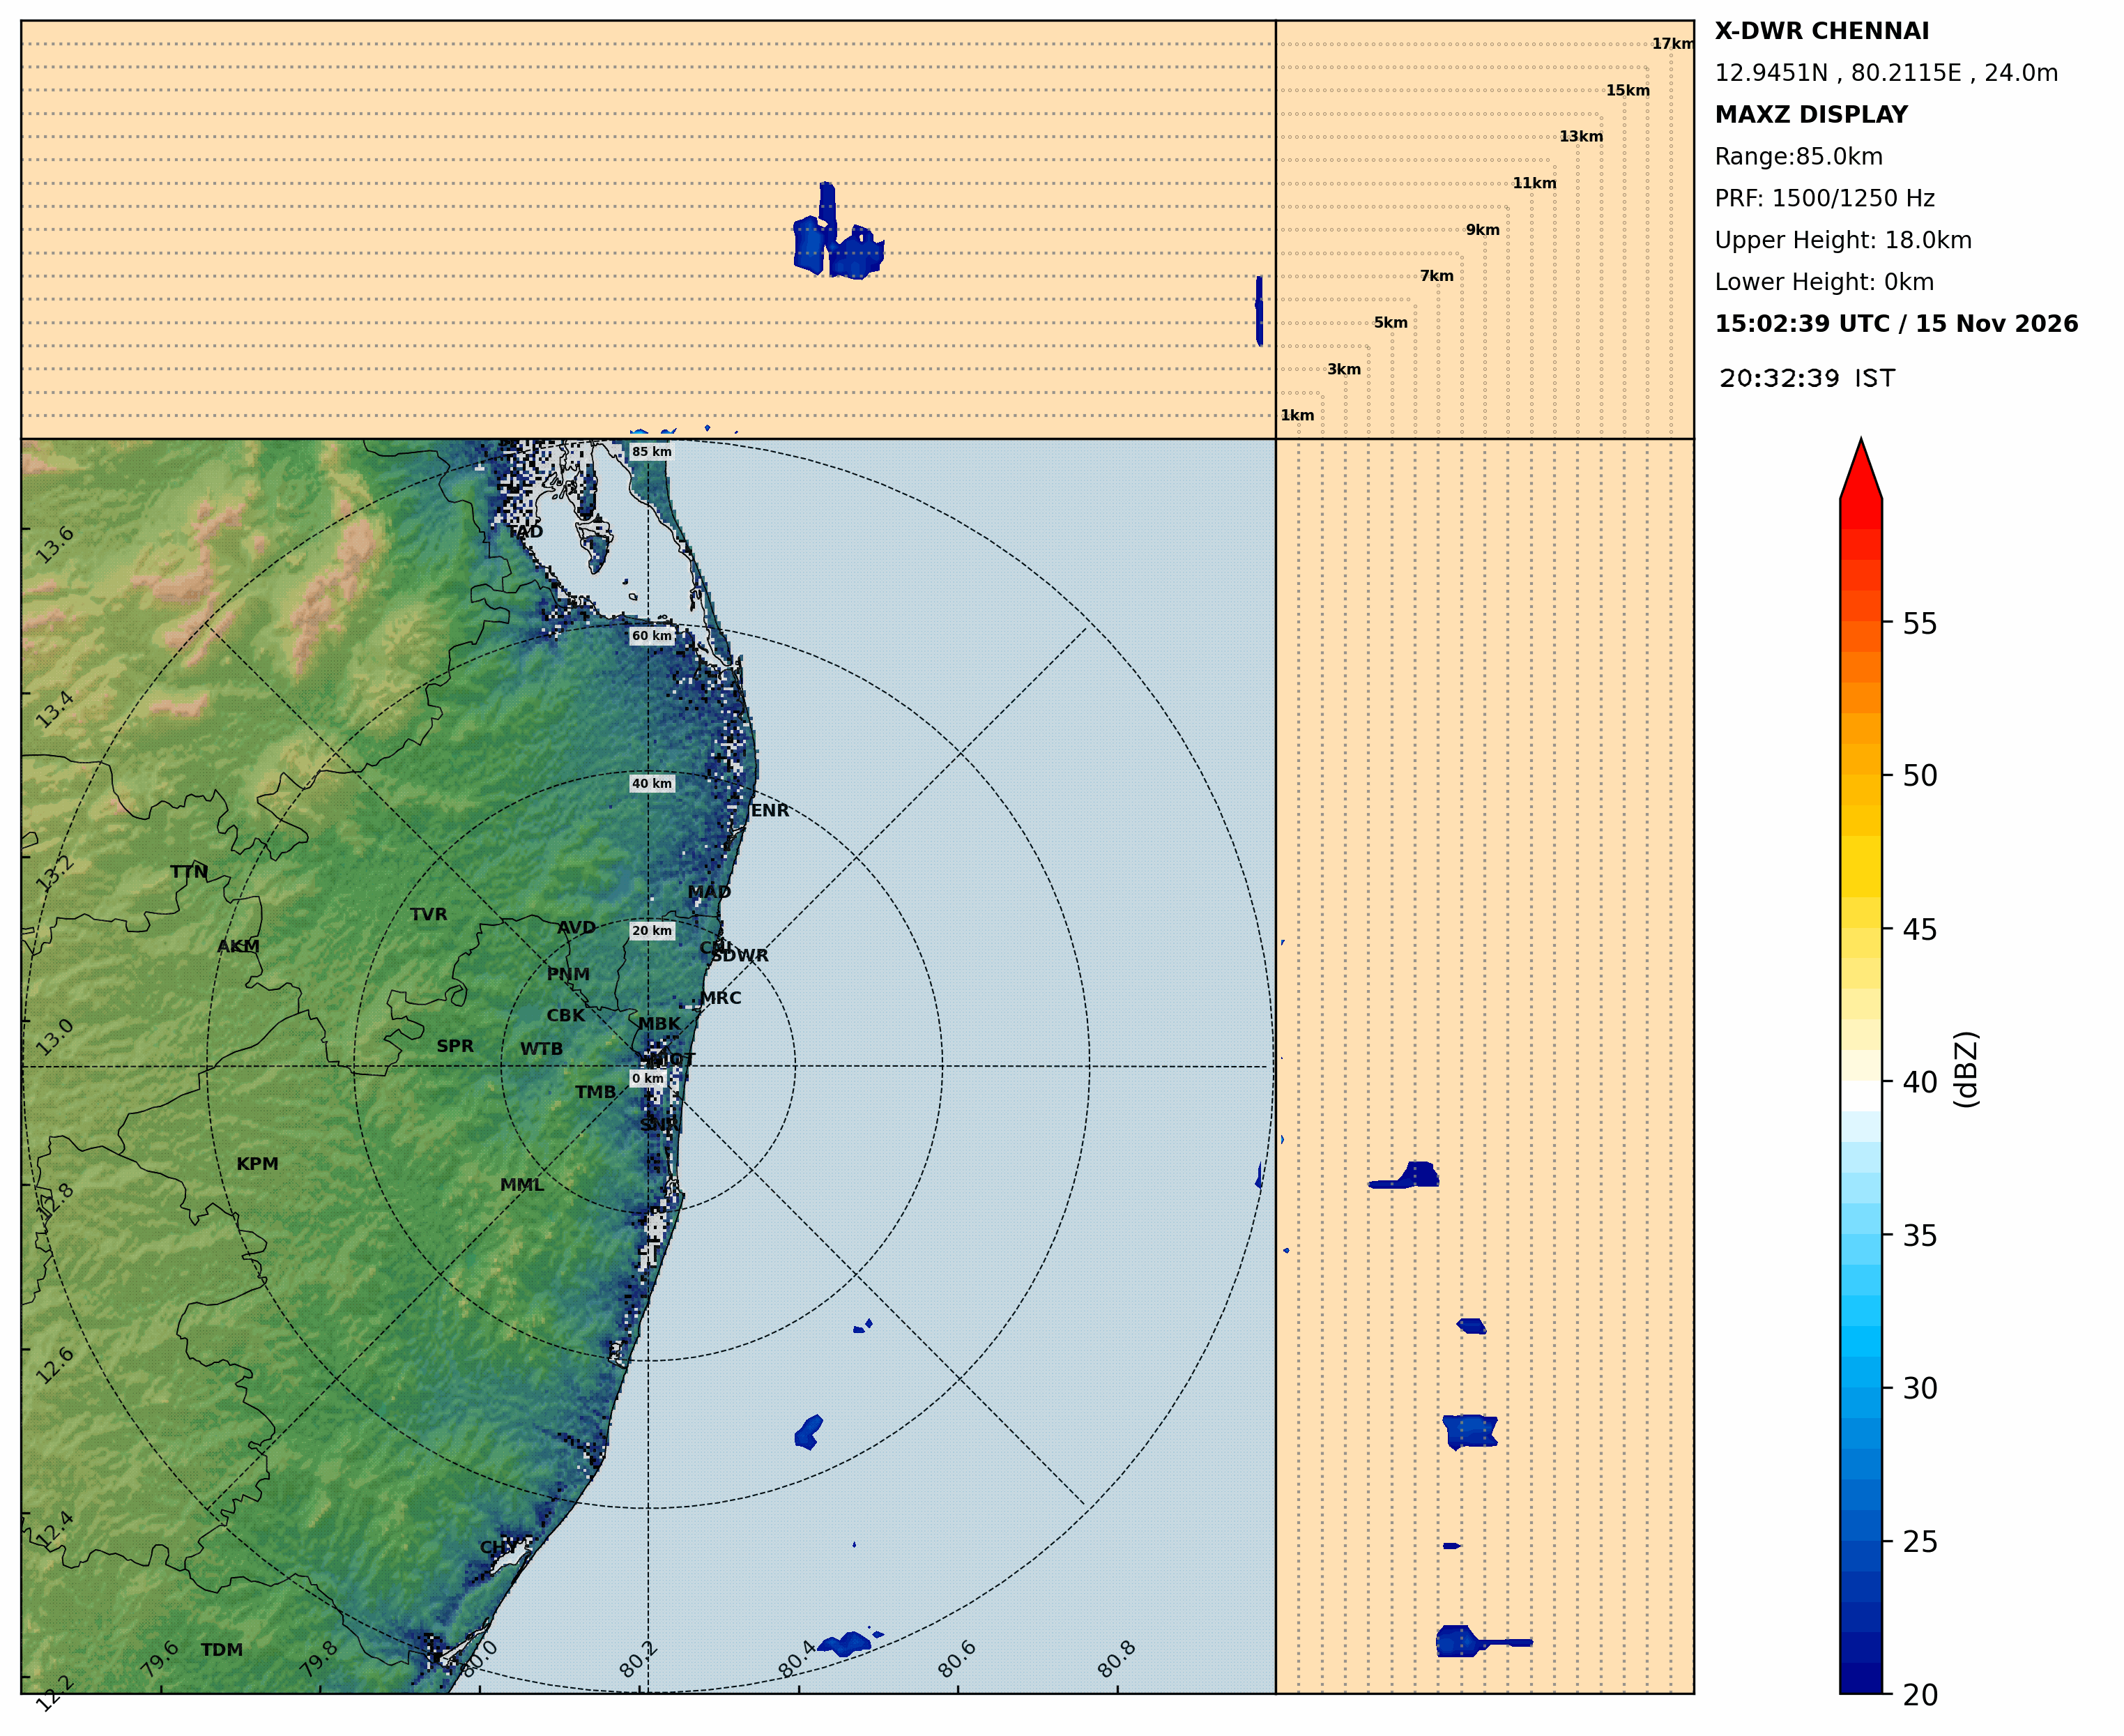 X-DWR CHENNAI
12.9451N , 80.2115E , 24.0m
MAXZ DISPLAY
Range:85.0km
PRF: 1500/1250 Hz
Upper Height: 18.0km
Lower Height: 0km
15:02:39 UTC / 15 Nov 2026
20:32:39 IST
17km
15km
13km
11km
9km
7km
5km
3km
1km
85 km
TAD
13.6
60 km
13.4
40 km
ENR
13.2
TTN
MAD
TVR
AVD
20 km
AKM
SDWR
PNM
MRC
CBK
MBK
13.0
SPR
WTB
0 km
TMB
SNR
KPM
MML
12.8
12.6
12.4
CHY
TDM
12.2
79.6
79.8
80.0
80.2
80.4
80.6
80.8
55
50
45
40
35
30
25
20
(dBZ)